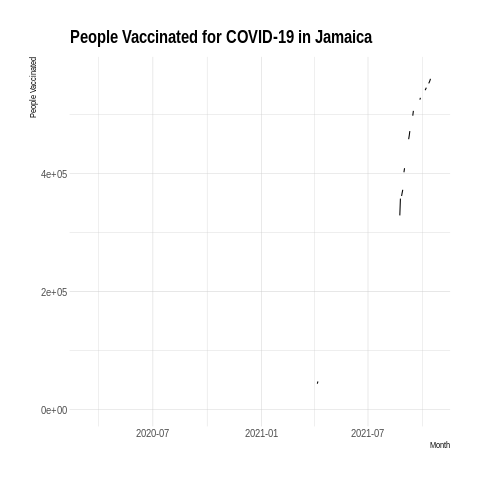 People Vaccinated for COVID-19 in Jamaica
People Vaccinated
4e+05
2e+05
0e+00
2020-07 2021-01 2021-07
Month